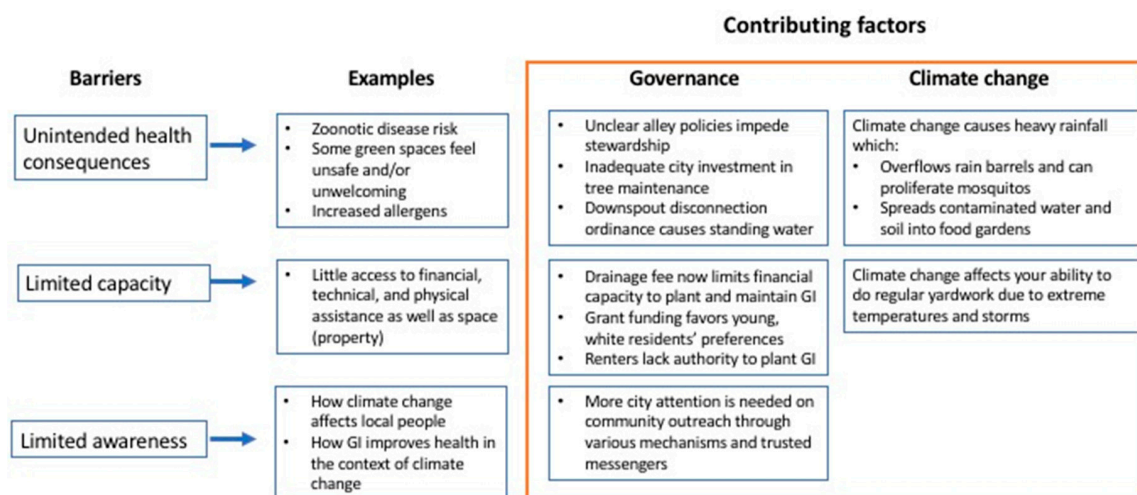 Contributing factors
Barriers
Examples
Governance
Climate change
Unintended health
consequences
• Zoonotic disease risk
• Some green spaces feel
unsafe and/or
unwelcoming
• Increased allergens
• Unclear alley policies impede
stewardship
• Inadequate city investment in
tree maintenance
• Downspout disconnection
ordinance causes standing water
Climate change causes heavy rainfall
which:
• Overflows rain barrels and can
proliferate mosquitos
• Spreads contaminated water and
soil into food gardens
Limited capacity
• Little access to financial,
technical, and physical
assistance as well as space
(property)
• Drainage fee now limits financial
capacity to plant and maintain GI
• Grant funding favors young,
white residents’ preferences
• Renters lack authority to plant GI
Climate change affects your ability to
do regular yardwork due to extreme
temperatures and storms
Limited awareness
• How climate change
affects local people
• How GI improves health in
the context of climate
change
• More city attention is needed on
community outreach through
various mechanisms and trusted
messengers